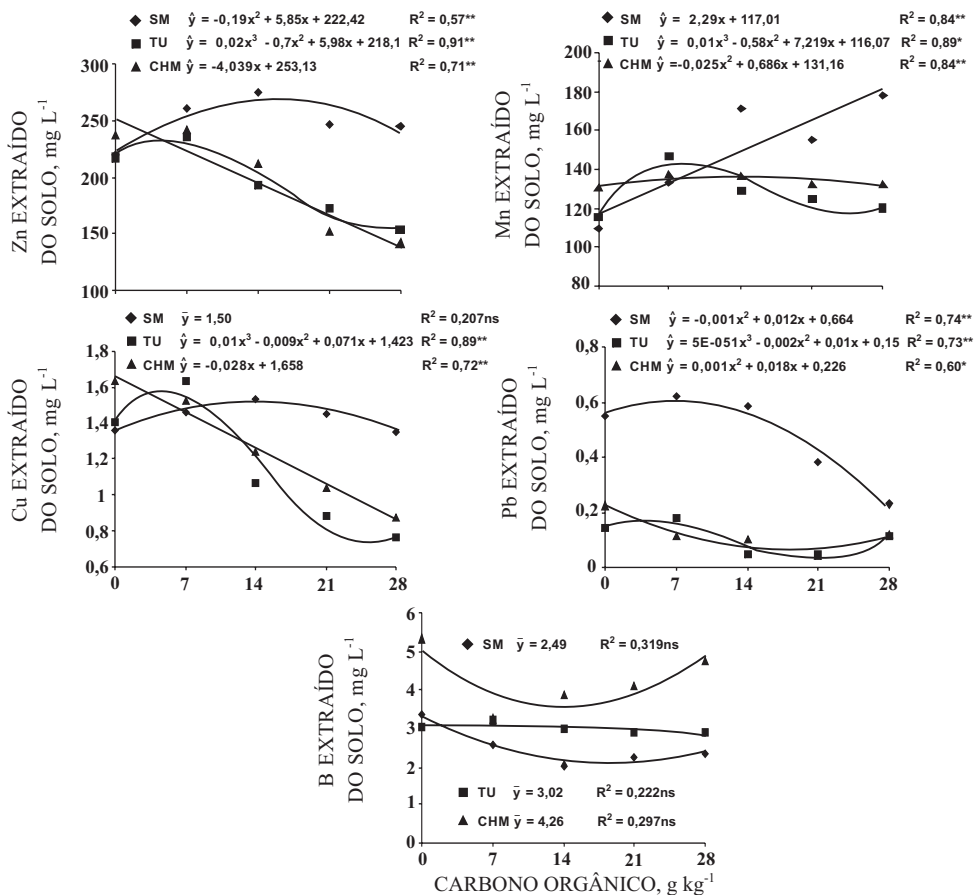 SM ŷ = -0,19x² + 5,85x + 222,42 R² = 0,57**
TU ŷ = 0,02x³ - 0,7x² + 5,98x + 218,1 R² = 0,91**
CHM ŷ = -4,039x + 253,13 R² = 0,71**
300
250
200
150
100
Zn EXTRAÍDO
DO SOLO, mg L⁻¹
SM ŷ = 2,29x + 117,01 R² = 0,84**
TU ŷ = 0,01x³ - 0,58x² + 7,219x + 116,07 R² = 0,89*
CHM ŷ =-0,025x² + 0,686x + 131,16 R² = 0,84**
200
180
160
140
120
100
80
Mn EXTRAÍDO
DO SOLO, mg L⁻¹
SM ȳ = 1,50 R² = 0,207ns
TU ŷ = 0,01x³ - 0,009x² + 0,071x + 1,423 R² = 0,89**
CHM ŷ = -0,028x + 1,658 R² = 0,72**
1,8
1,6
1,4
1,2
1
0,8
0,6
Cu EXTRAÍDO
DO SOLO, mg L⁻¹
0 7 14 21 28
SM ŷ = -0,001x² + 0,012x + 0,664 R² = 0,74**
TU ŷ = 5E-051x³ - 0,002x² + 0,01x + 0,15 R² = 0,73**
CHM ŷ = 0,001x² + 0,018x + 0,226 R² = 0,60*
0,8
0,6
0,4
0,2
0
Pb EXTRAÍDO
DO SOLO, mg L⁻¹
0 7 14 21 28
SM ȳ = 2,49 R² = 0,319ns
6
5
4
3
2
1
0
B EXTRAÍDO
DO SOLO, mg L⁻¹
TU ȳ = 3,02 R² = 0,222ns
CHM ȳ = 4,26 R² = 0,297ns
0 7 14 21 28
CARBONO ORGÂNICO, g kg⁻¹